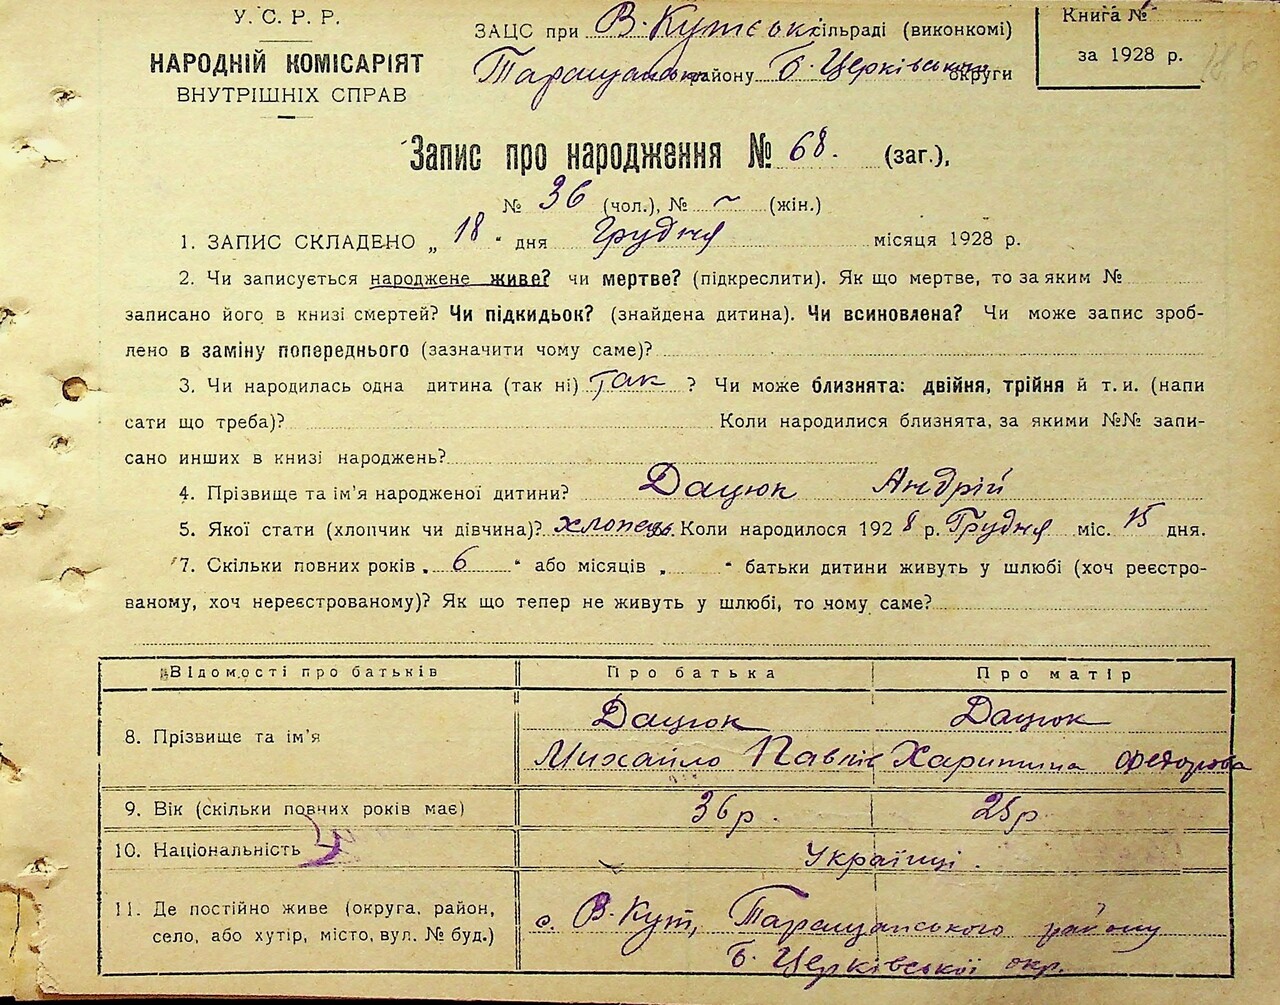 У. С. Р. Р.
НАРОДНІЙ КОМІСАРІЯТ
ВНУТРІШНІХ СПРАВ
ЗАЦС при В. Кутській сільраді (виконкомі)
Таращанського району Б. Церківської округи
Книга №
за 1928 р.
Запис про народження № 68. (заг.),
№ 36 (чол.), № ~ (жін.)
1. ЗАПИС СКЛАДЕНО „ 18 " дня Грудня місяця 1928 р.
2. Чи записується народжене живе? чи мертве? (підкреслити). Як що мертве, то за яким №
записано його в книзі смертей? Чи підкидьок? (знайдена дитина). Чи всиновлена? Чи може запис зроб-
лено в заміну попереднього (зазначити чому саме)?
3. Чи народилась одна дитина (так ні) так ? Чи може близнята: двійня, трійня й т. и. (напи
сати що треба)? Коли народилися близнята, за якими №№ запи-
сано инших в книзі народжень?
4. Прізвище та ім'я народженої дитини? Дацюк Андрій
5. Якої стати (хлопчик чи дівчина)? хлопець. Коли народилося 1928 р. Грудня міс. 15 дня.
7. Скільки повних років „ 6 " або місяців „ " батьки дитини живуть у шлюбі (хоч реєстро-
ваному, хоч нереєстрованому)? Як що тепер не живуть у шлюбі, то чому саме?
Відомости про батьків Про батька Про матір
8. Прізвище та ім'я Дацюк Михайло Павлів Дацюк Харитина Федорова
9. Вік (скільки повних років має) 36 р. 25 р
10. Національність Українці.
11. Де постійно живе (округа, район,
село, або хутір, місто, вул. № буд.)
с. В. Кут, Таращанського району
Б. Церківської окр.